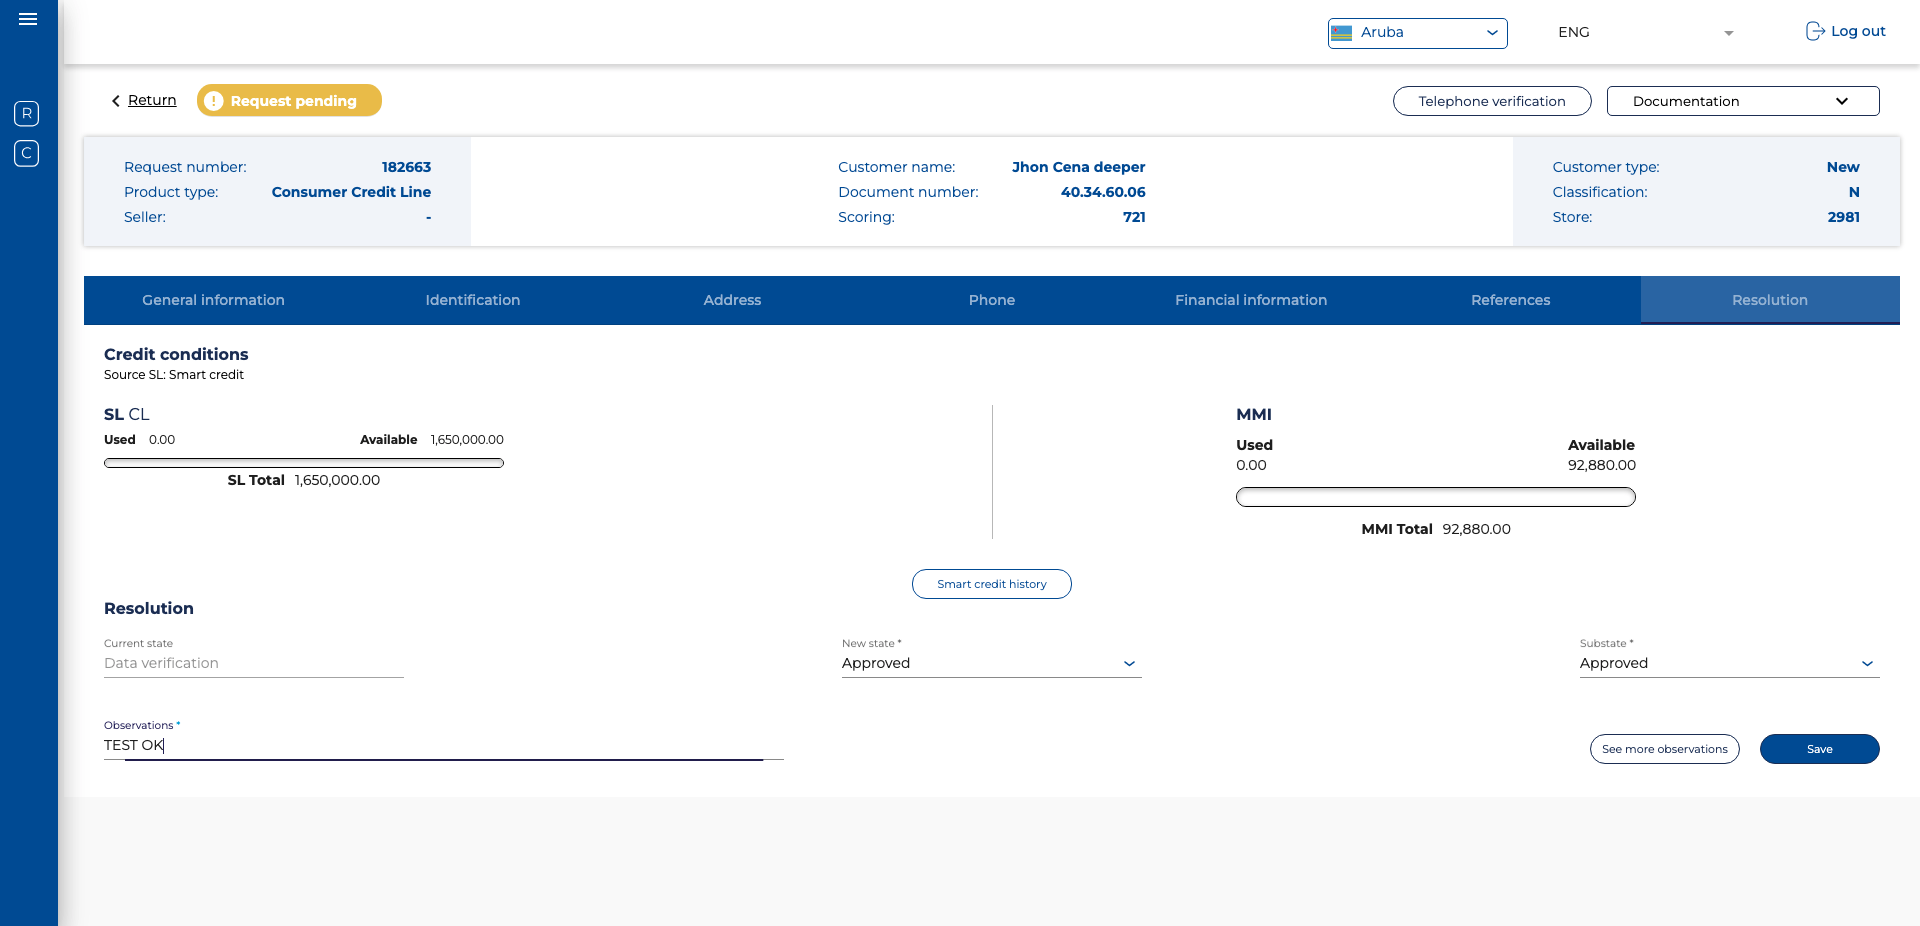 Aruba
ENG
Log out
R
C
Return
Request pending
Telephone verification
Documentation
Request number: 182663
Product type: Consumer Credit Line
Seller: -
Customer name: Jhon Cena deeper
Document number: 40.34.60.06
Scoring: 721
Customer type: New
Classification: N
Store: 2981
General information Identification Address Phone Financial information References Resolution
Credit conditions
Source SL: Smart credit
SL CL
Used 0.00 Available 1,650,000.00
SL Total 1,650,000.00
MMI
Used Available
0.00 92,880.00
MMI Total 92,880.00
Smart credit history
Resolution
Current state
Data verification
New state *
Approved
Substate *
Approved
Observations *
TEST OK
See more observations
Save